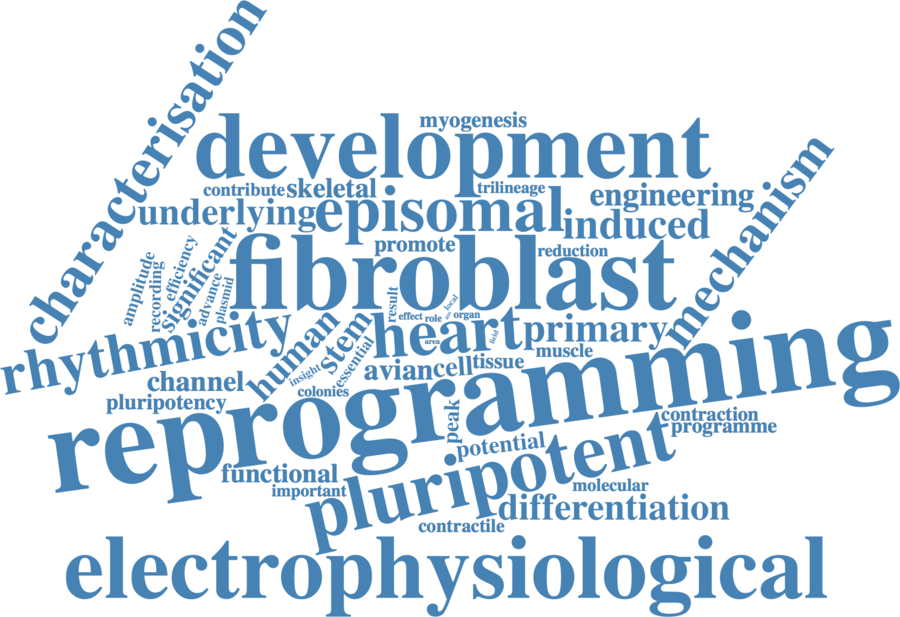 characterisation
development
myogenesis
contribute
skeletal
trilineage
engineering
mechanism
underlying
episomal
induced
promote
reduction
fibroblast
amplitude
recording
efficiency
significant
advance
plasmid
result
effect
role
local
organ
area
field
rhythmicity
human
stem
heart
primary
muscle
channel
insight
essential
colonies
avian
cell
tissue
pluripotency
reprogramming
peak
contraction
programme
potential
functional
important
pluripotent
molecular
differentiation
contractile
electrophysiological